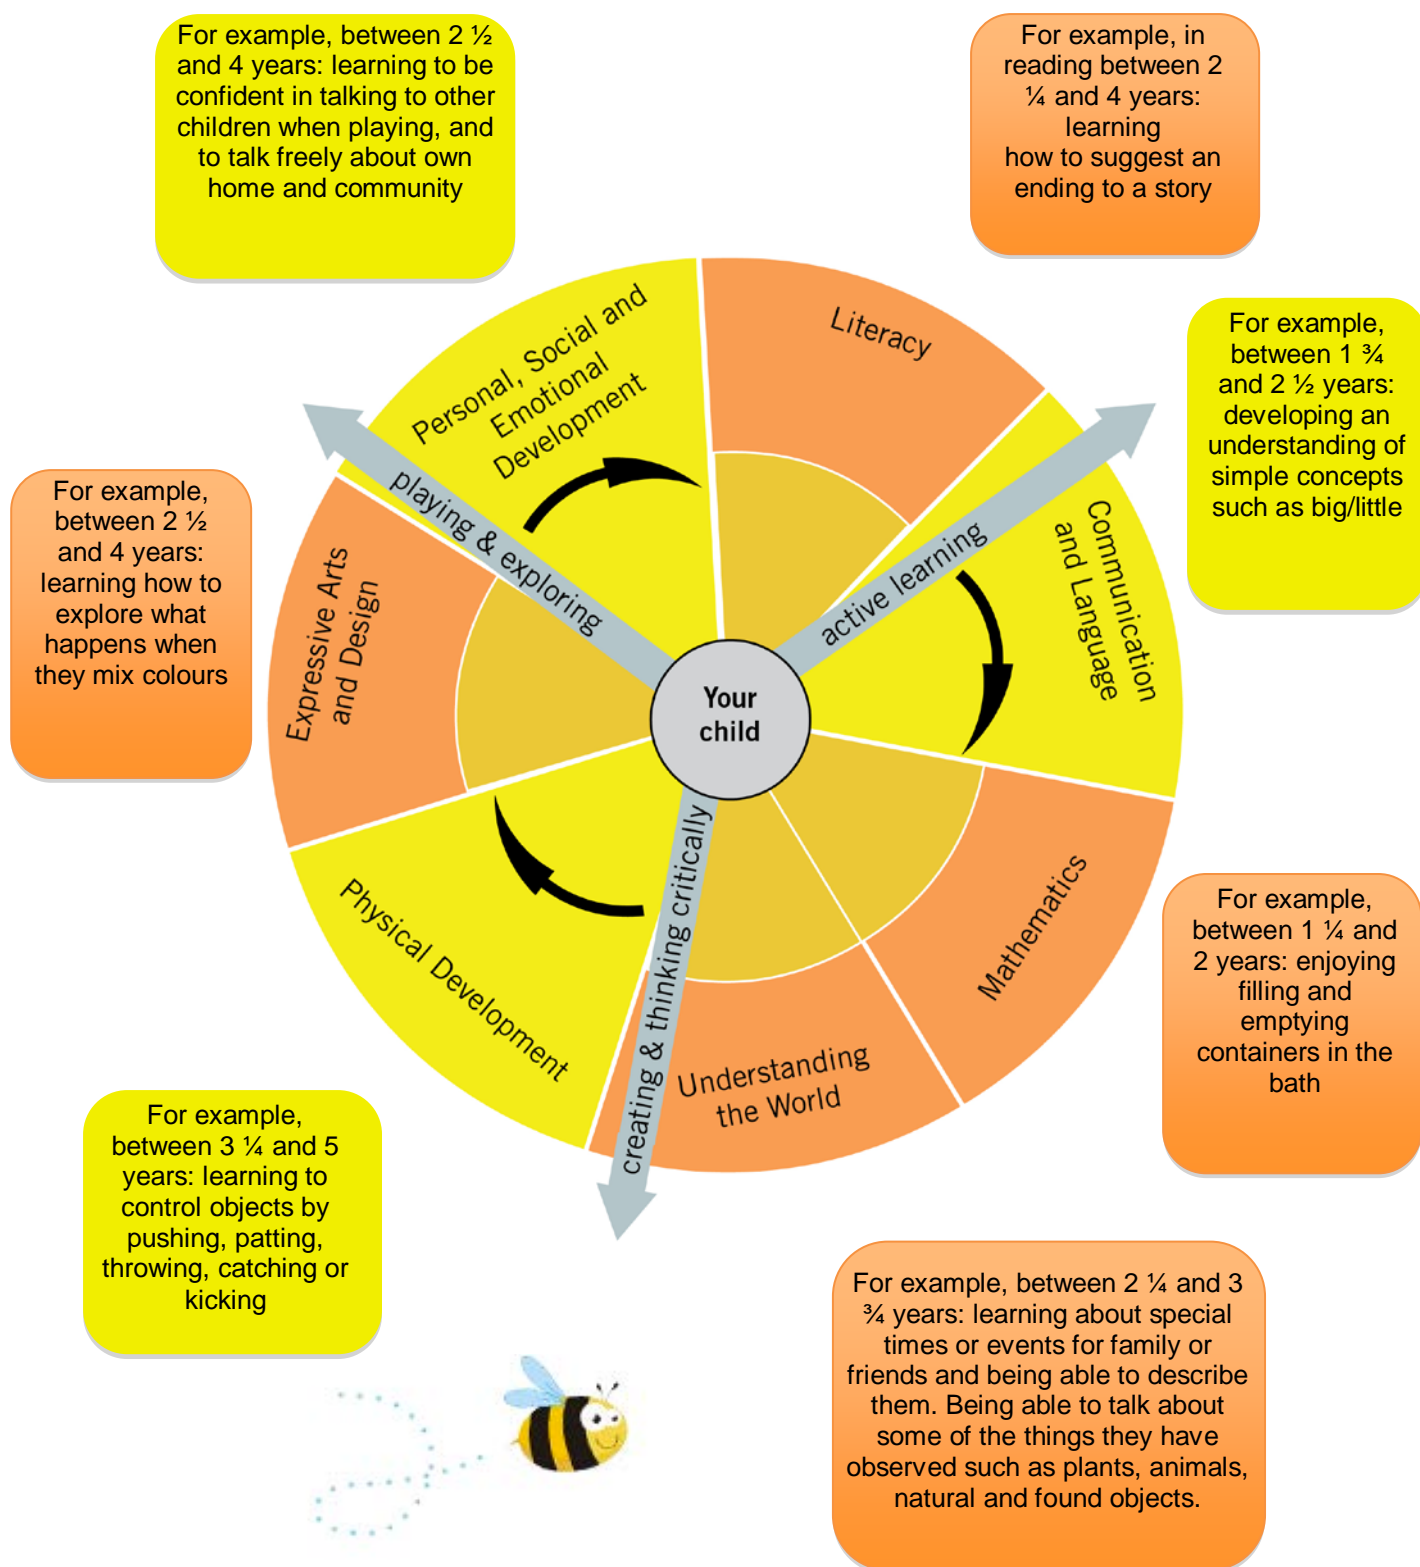 For example, between 2 ½
and 4 years: learning to be
confident in talking to other
children when playing, and
to talk freely about own
home and community
For example, in
reading between 2
¼ and 4 years:
learning
how to suggest an
ending to a story
For example,
between 1 ¾
and 2 ½ years:
developing an
understanding of
simple concepts
such as big/little
For example,
between 2 ½
and 4 years:
learning how to
explore what
happens when
they mix colours
Personal, Social and
Emotional
Development
Literacy
Communication
and Language
playing & exploring
active learning
Expressive Arts
and Design
Your
child
creating & thinking critically
Physical Development
Mathematics
Understanding
the World
For example,
between 1 ¼ and
2 years: enjoying
filling and
emptying
containers in the
bath
For example,
between 3 ¼ and 5
years: learning to
control objects by
pushing, patting,
throwing, catching or
kicking
For example, between 2 ¼ and 3
¾ years: learning about special
times or events for family or
friends and being able to describe
them. Being able to talk about
some of the things they have
observed such as plants, animals,
natural and found objects.